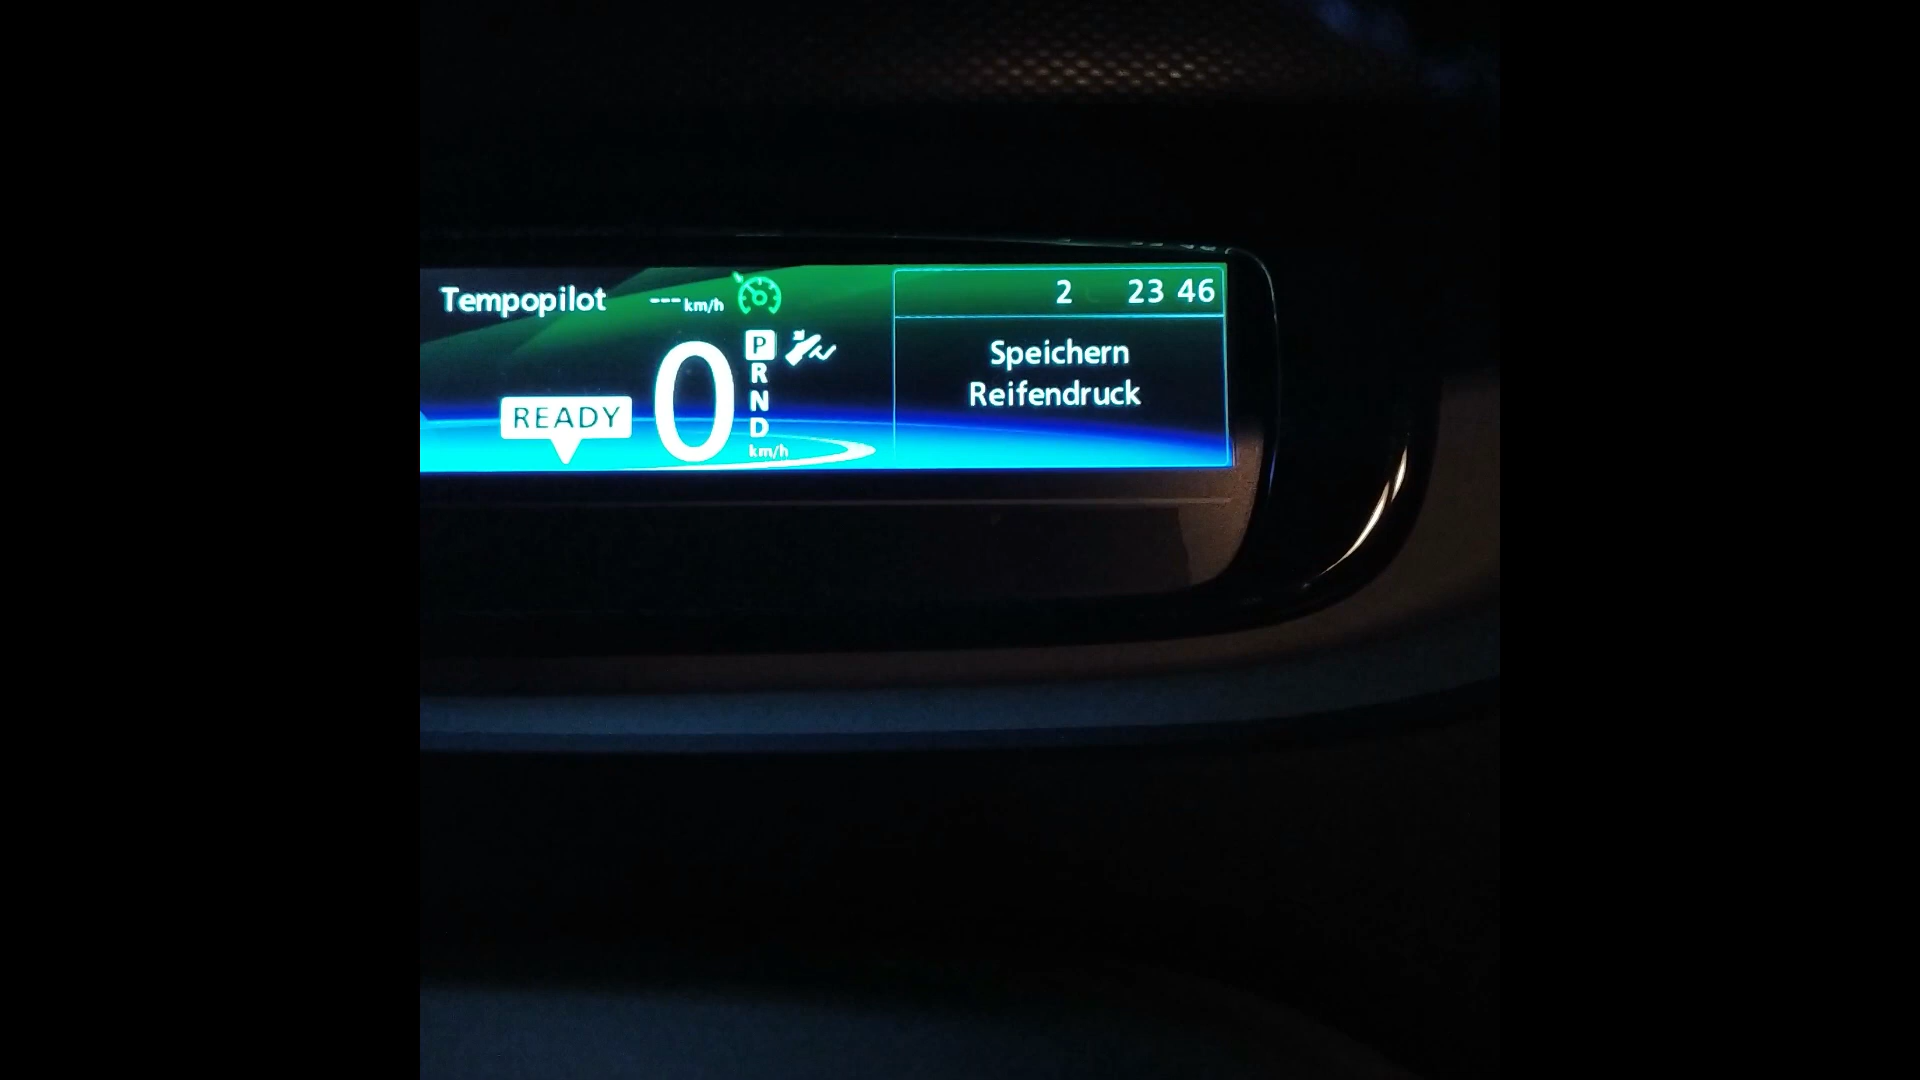 Tempopilot --- km/h
2 23 46
P
R
N
D
km/h
0
READY
Speichern
Reifendruck